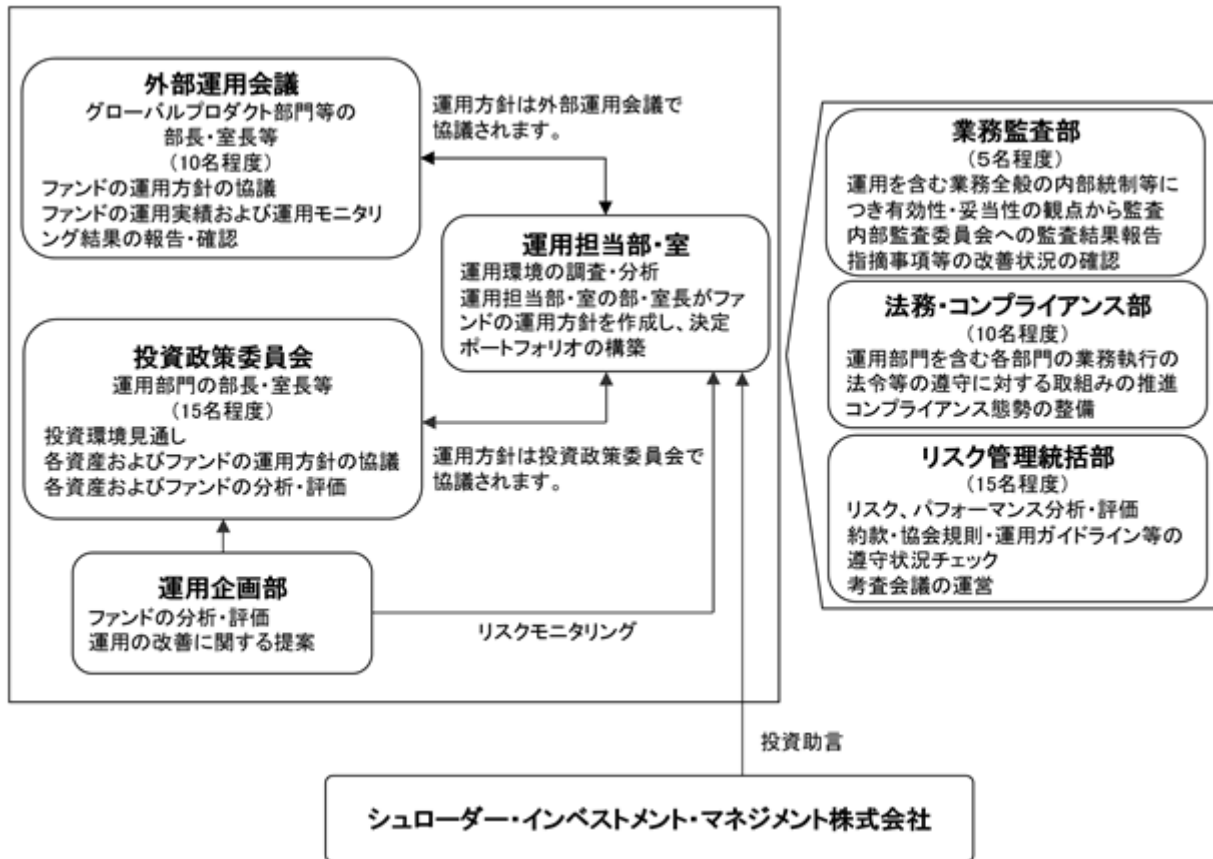 外部運用会議
グローバルプロダクト部門等の
部長・室長等
(10名程度)
ファンドの運用方針の協議
ファンドの運用実績および運用モニタリ
ング結果の報告・確認
運用方針は外部運用会議で
協議されます。
運用担当部・室
運用環境の調査・分析
運用担当部・室の部・室長がファ
ンドの運用方針を作成し、決定
ポートフォリオの構築
投資政策委員会
運用部門の部長・室長等
(15名程度)
投資環境見通し
各資産およびファンドの運用方針の協議
各資産およびファンドの分析・評価
運用方針は投資政策委員会で
協議されます。
運用企画部
ファンドの分析・評価
運用の改善に関する提案
リスクモニタリング
業務監査部
(5名程度)
運用を含む業務全般の内部統制等に
つき有効性・妥当性の観点から監査
内部監査委員会への監査結果報告
指摘事項等の改善状況の確認
法務・コンプライアンス部
(10名程度)
運用部門を含む各部門の業務執行の
法令等の遵守に対する取組みの推進
コンプライアンス態勢の整備
リスク管理統括部
(15名程度)
リスク、パフォーマンス分析・評価
約款・協会規則・運用ガイドライン等の
遵守状況チェック
考査会議の運営
投資助言
シュローダー・インベストメント・マネジメント株式会社